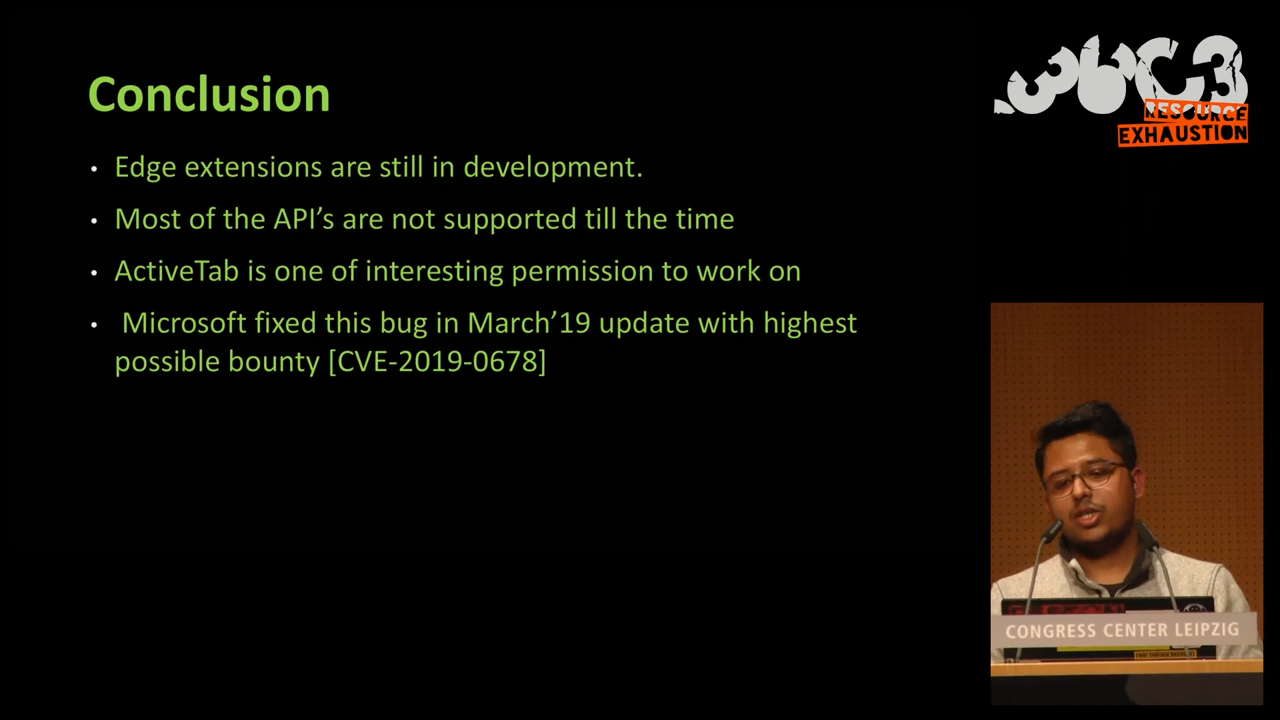 Conclusion
• Edge extensions are still in development.
• Most of the API’s are not supported till the time
• ActiveTab is one of interesting permission to work on
• Microsoft fixed this bug in March’19 update with highest
possible bounty [CVE-2019-0678]
36C3
RESOURCE
EXHAUSTION
CONGRESS CENTER LEIPZIG